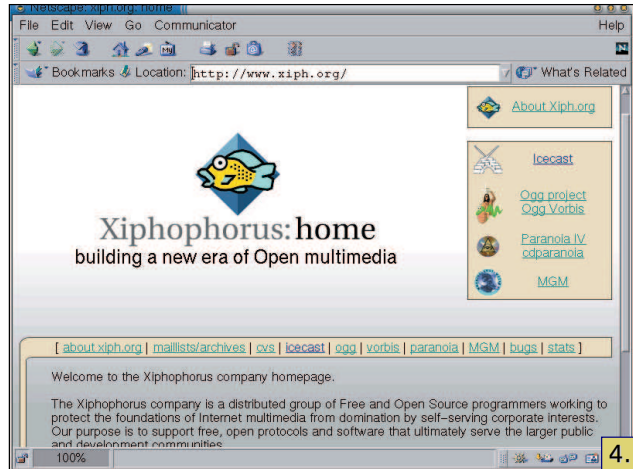 Netscape: xiph.org: home
File Edit View Go Communicator Help
My N
Bookmarks Location: http://www.xiph.org/ What's Related
About Xiph.org
Icecast
Ogg project
Ogg Vorbis
Paranoia IV
cdparanoia
MGM
Xiphophorus: home
building a new era of Open multimedia
[ about xiph.org | maillists/archives | cvs | icecast | ogg | vorbis | paranoia | MGM | bugs | stats ]
Welcome to the Xiphophorus company homepage.
The Xiphophorus company is a distributed group of Free and Open Source programmers working to
protect the foundations of Internet multimedia from domination by self-serving corporate interests.
Our purpose is to support free, open protocols and software that ultimately serve the larger public
and development communities
100%
4.